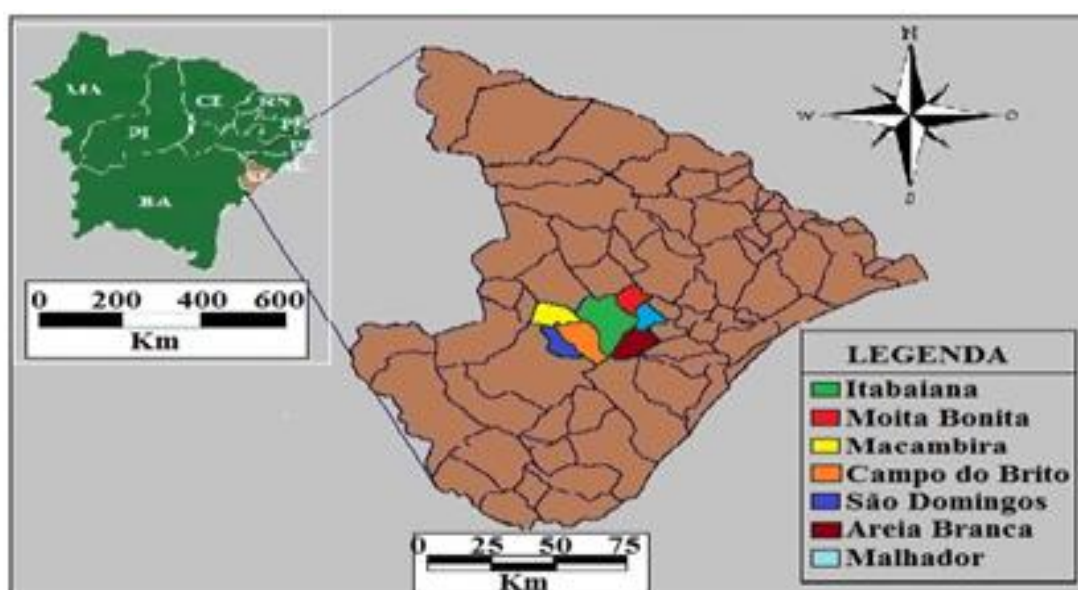 MA
CE
RN
PI
BA
0 200 400 600
Km
N
W
O
LEGENDA
Itabaiana
Moita Bonita
Macambira
Campo do Brito
São Domingos
Areia Branca
Malhador
0 25 50 75
Km